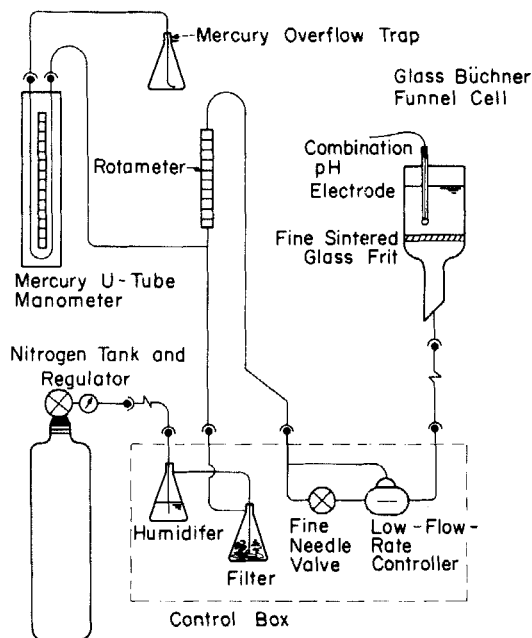 Mercury Overflow Trap
Glass Büchner
Funnel Cell
Combination
pH
Electrode
Rotameter
Fine Sintered
Glass Frit
Mercury U-Tube
Manometer
Nitrogen Tank and
Regulator
Humidifer
Filter
Fine
Needle
Valve
Low-Flow-
Rate
Controller
Control Box